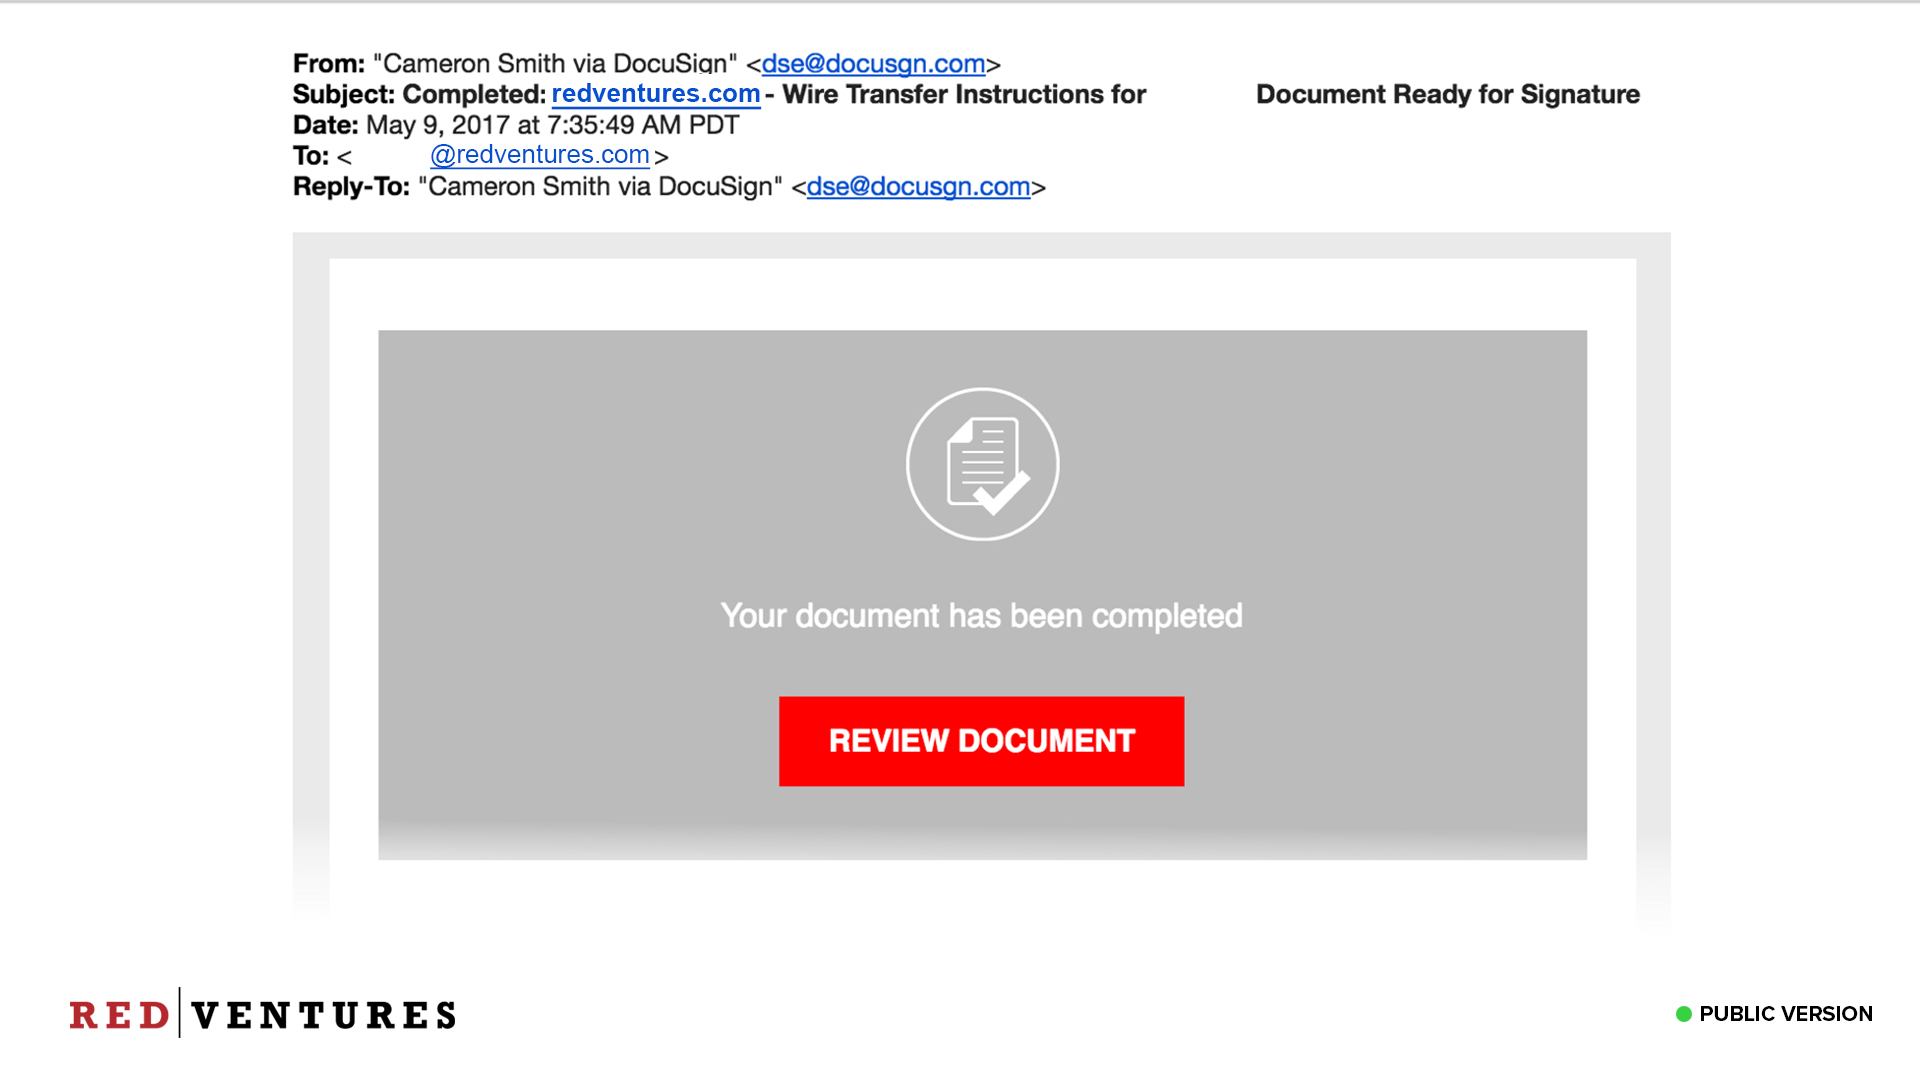 From: "Cameron Smith via DocuSign" <dse@docusgn.com>
Subject: Completed: redventures.com - Wire Transfer Instructions for Document Ready for Signature
Date: May 9, 2017 at 7:35:49 AM PDT
To: < @redventures.com >
Reply-To: "Cameron Smith via DocuSign" <dse@docusgn.com>
Your document has been completed
REVIEW DOCUMENT
RED VENTURES
PUBLIC VERSION